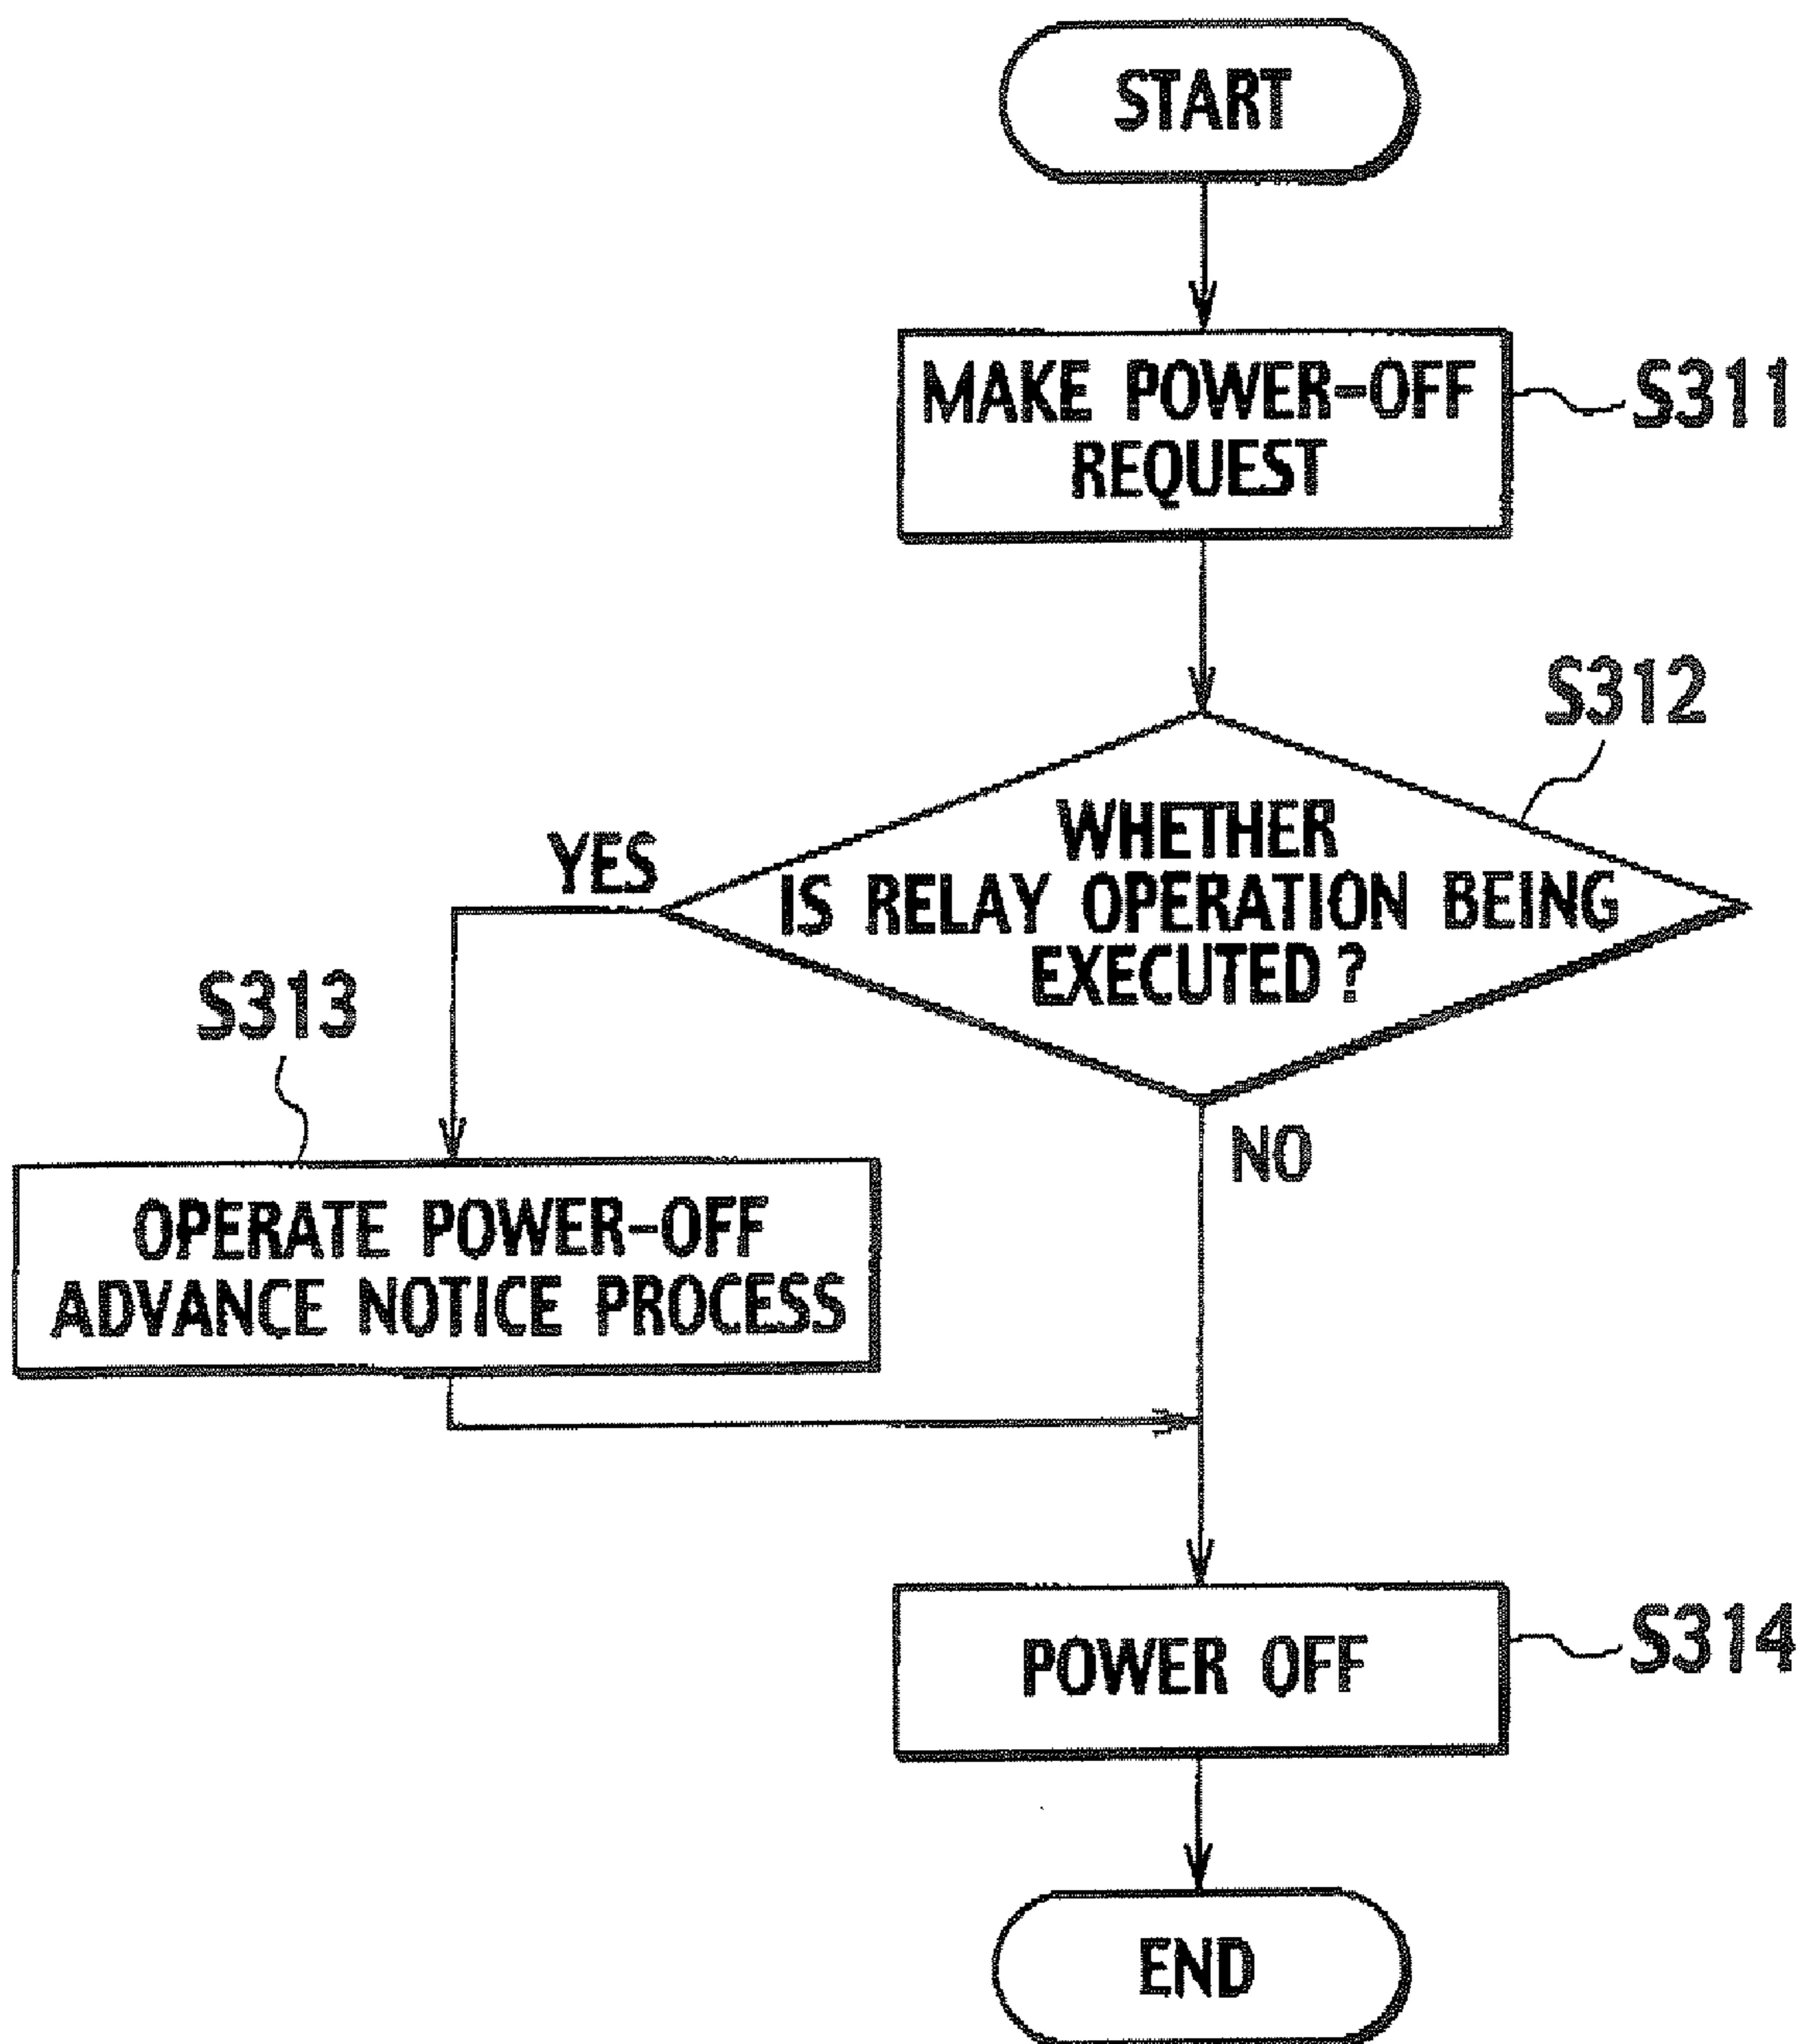 START
MAKE POWER-OFF
REQUEST
S311
S312
WHETHER
IS RELAY OPERATION BEING
EXECUTED?
YES
NO
S313
OPERATE POWER-OFF
ADVANCE NOTICE PROCESS
POWER OFF
S314
END